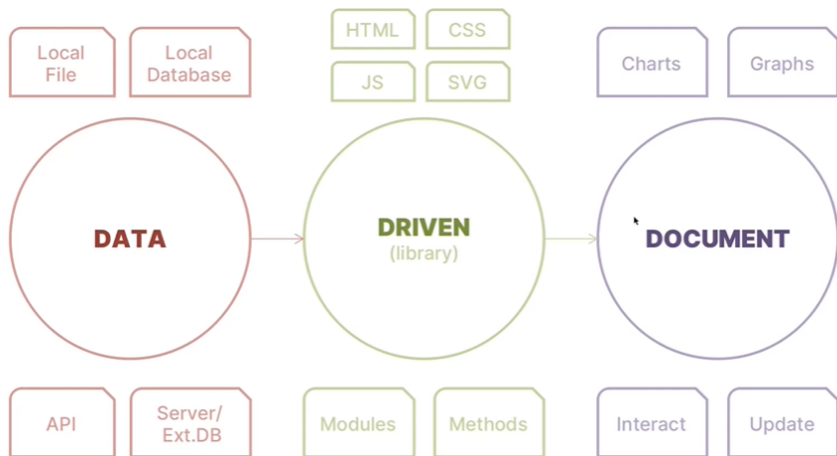 Local
File
Local
Database
HTML
CSS
JS
SVG
Charts
Graphs
DATA
DRIVEN
(library)
DOCUMENT
API
Server/
Ext.DB
Modules
Methods
Interact
Update